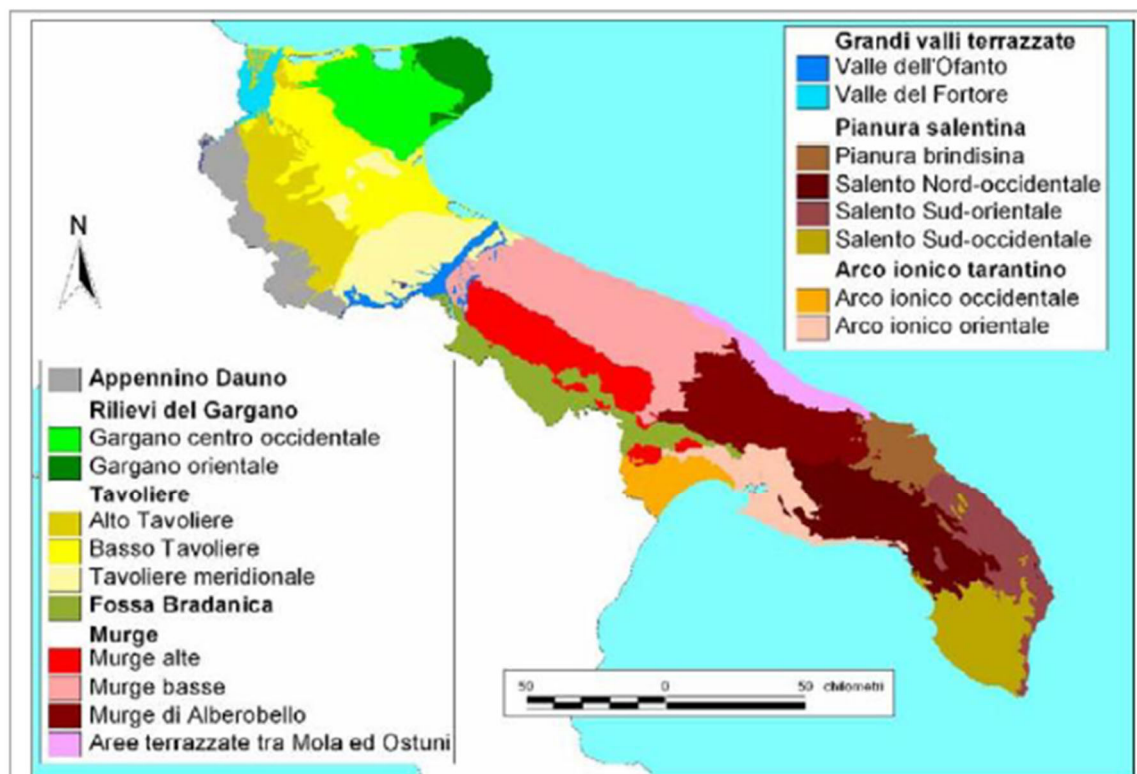 Grandi valli terrazzate
Valle dell'Ofanto
Valle del Fortore
Pianura salentina
Pianura brindisina
Salento Nord-occidentale
Salento Sud-orientale
Salento Sud-occidentale
Arco ionico tarantino
Arco ionico occidentale
Arco ionico orientale
N
Appennino Dauno
Rilievi del Gargano
Gargano centro occidentale
Gargano orientale
Tavoliere
Alto Tavoliere
Basso Tavoliere
Tavoliere meridionale
Fossa Bradanica
Murge
Murge alte
Murge basse
Murge di Alberobello
Aree terrazzate tra Mola ed Ostuni
50 0 50 chilometri